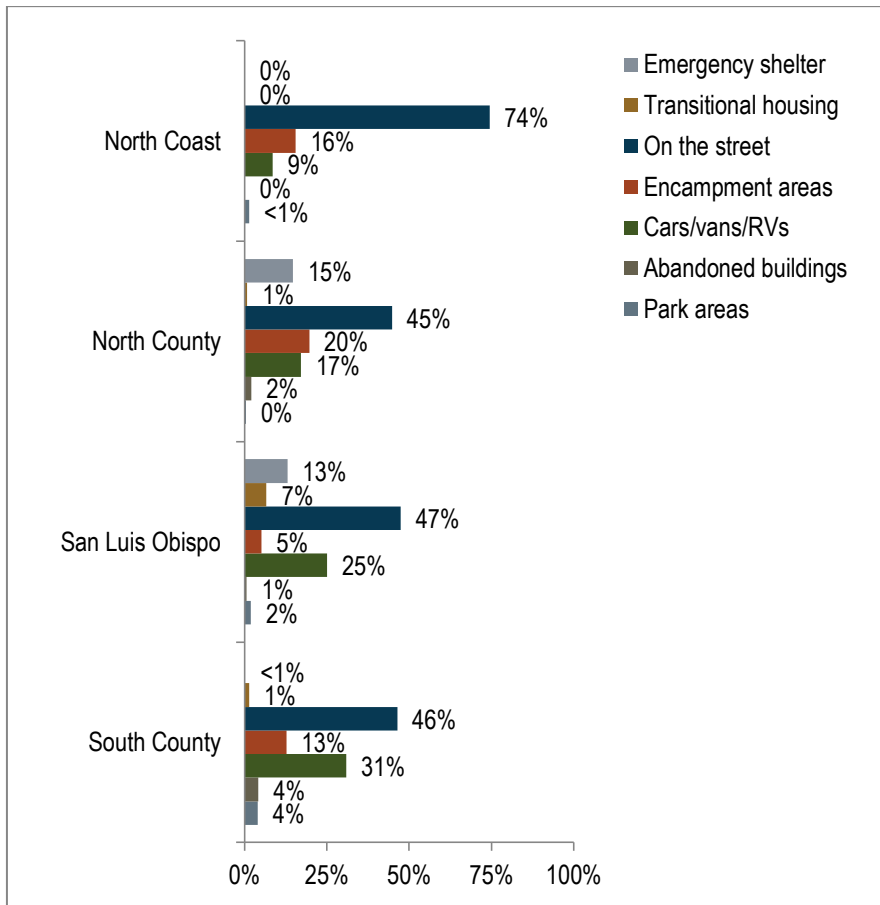 0%
0%
74%
North Coast
16%
9%
0%
<1%
15%
1%
45%
North County
20%
17%
2%
0%
13%
7%
47%
San Luis Obispo
5%
25%
1%
2%
<1%
1%
46%
South County
13%
31%
4%
4%
0% 25% 50% 75% 100%
Emergency shelter
Transitional housing
On the street
Encampment areas
Cars/vans/RVs
Abandoned buildings
Park areas